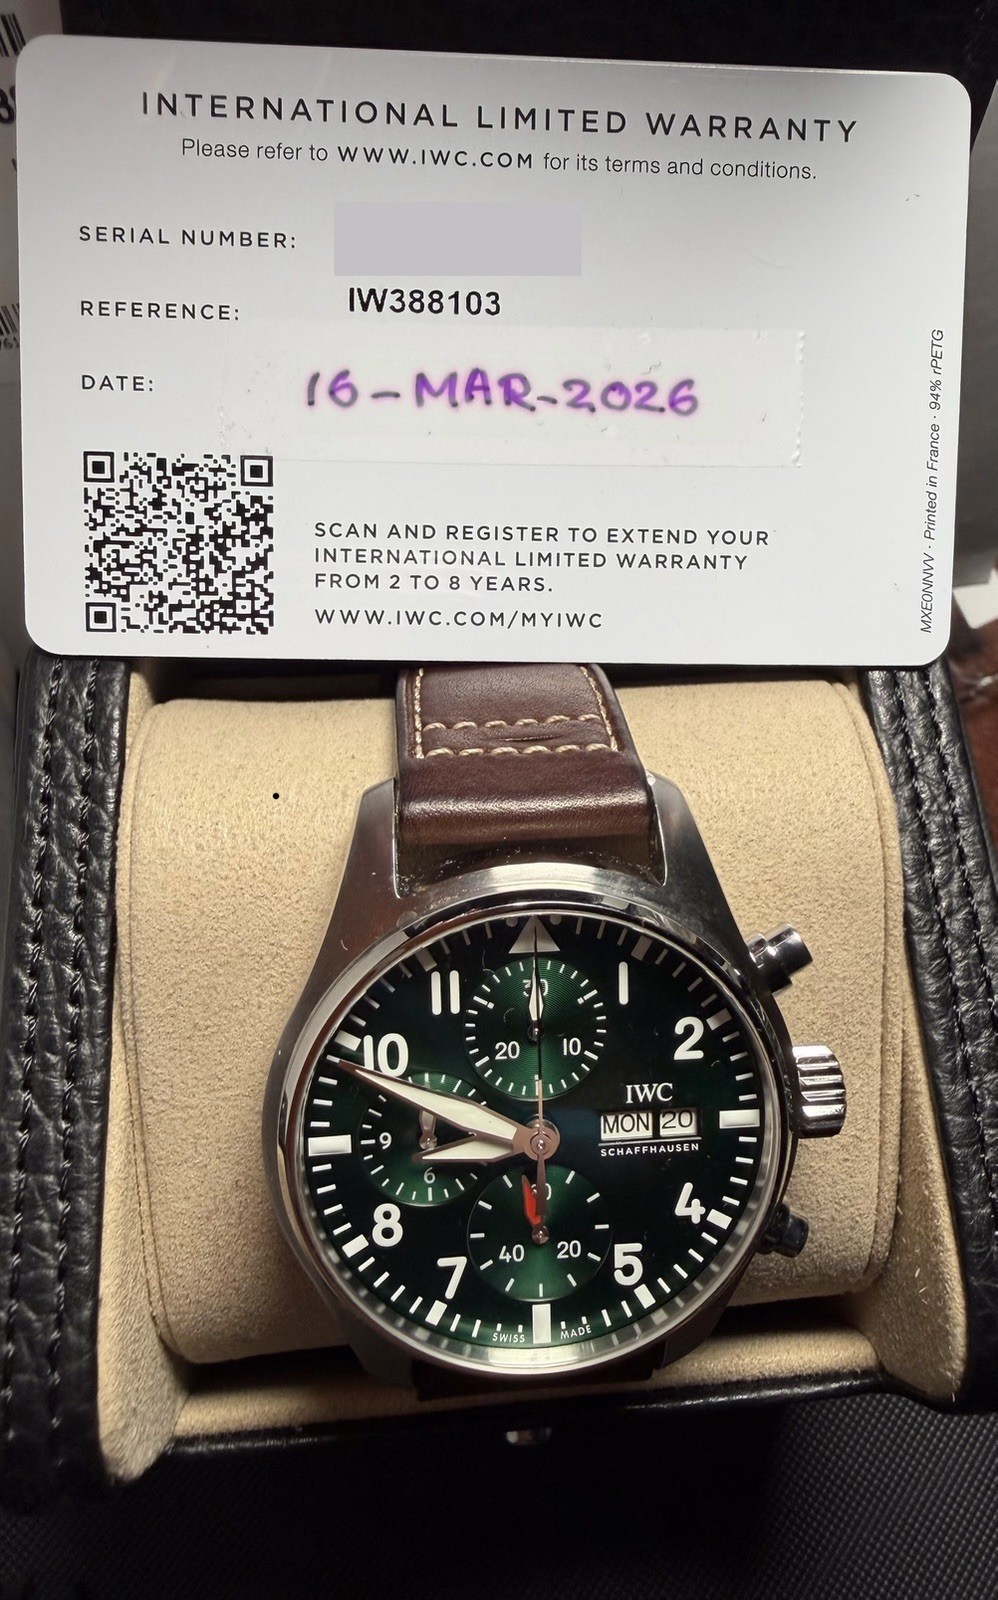 INTERNATIONAL LIMITED WARRANTY
Please refer to WWW.IWC.COM for its terms and conditions.
SERIAL NUMBER:
REFERENCE: IW388103
DATE: 16-MAR-2026
SCAN AND REGISTER TO EXTEND YOUR
INTERNATIONAL LIMITED WARRANTY
FROM 2 TO 8 YEARS.
WWW.IWC.COM/MYIWC
MXE0NNVV · Printed in France · 94% rPETG
11
30
1
20 10
10
2
IWC
MON 20
SCHAFFHAUSEN
9
6
8
4
7
40 20
5
SWISS MADE